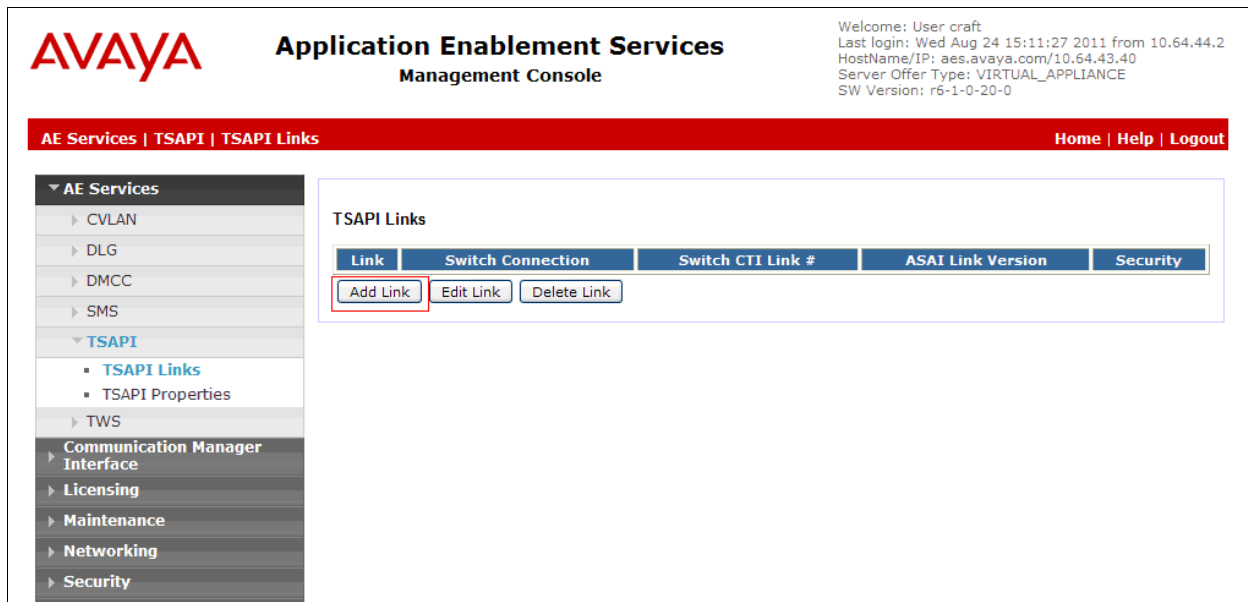 AVAYA
Application Enablement Services
Management Console
Welcome: User craft
Last login: Wed Aug 24 15:11:27 2011 from 10.64.44.2
HostName/IP: aes.avaya.com/10.64.43.40
Server Offer Type: VIRTUAL_APPLIANCE
SW Version: r6-1-0-20-0
AE Services | TSAPI | TSAPI Links
Home | Help | Logout
AE Services
CVLAN
DLG
DMCC
SMS
TSAPI
TSAPI Links
TSAPI Properties
TWS
Communication Manager
Interface
Licensing
Maintenance
Networking
Security
TSAPI Links
Link Switch Connection Switch CTI Link # ASAI Link Version Security
Add Link Edit Link Delete Link